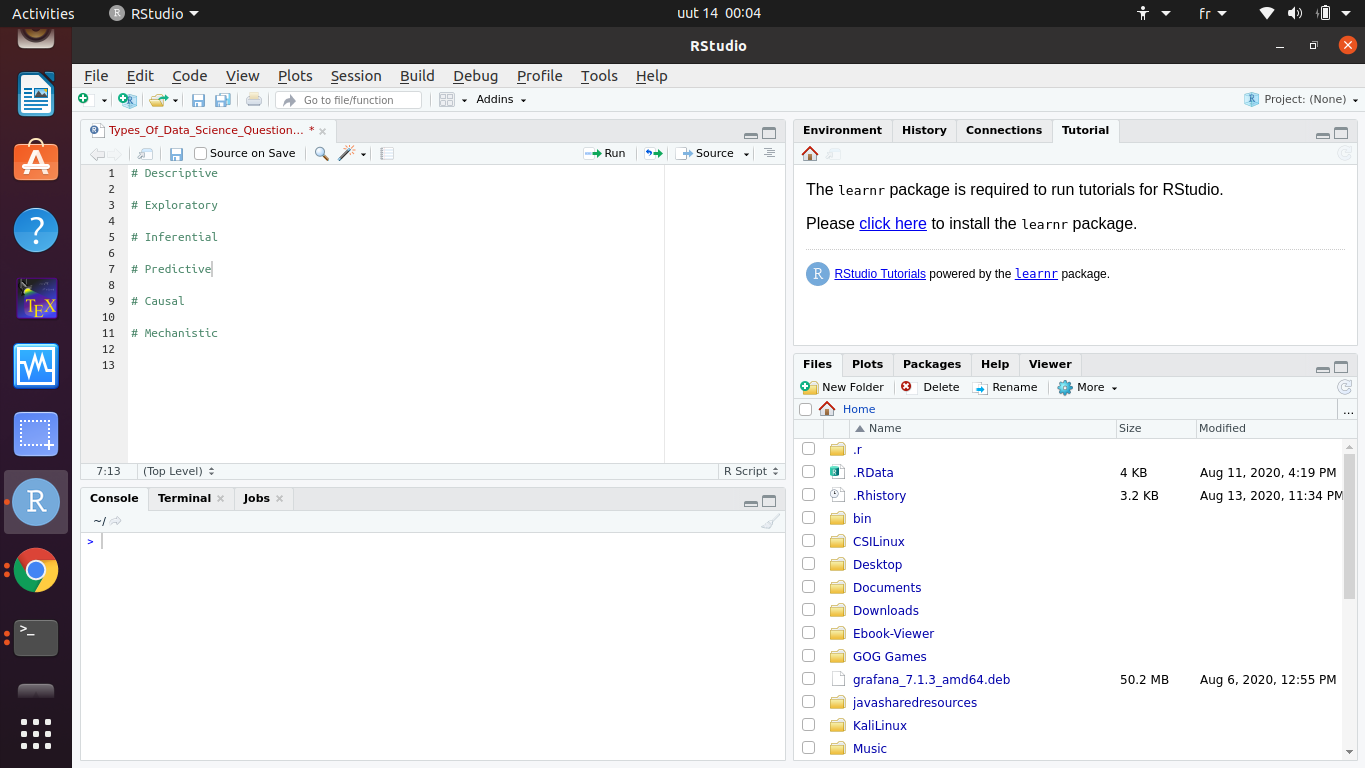 Activities RStudio uut 14 00:04 fr
RStudio
File Edit Code View Plots Session Build Debug Profile Tools Help
Go to file/function Addins Project: (None)
Types_Of_Data_Science_Question... *
Source on Save Run Source
1 # Descriptive
2
3 # Exploratory
4
5 # Inferential
6
7 # Predictive
8
9 # Causal
10
11 # Mechanistic
12
13
7:13 (Top Level) R Script
Console Terminal Jobs
~/
>
Environment History Connections Tutorial
The learnr package is required to run tutorials for RStudio.
Please click here to install the learnr package.
R RStudio Tutorials powered by the learnr package.
Files Plots Packages Help Viewer
New Folder Delete Rename More
Home ...
Name Size Modified
.r
.RData 4 KB Aug 11, 2020, 4:19 PM
.Rhistory 3.2 KB Aug 13, 2020, 11:34 PM
bin
CSILinux
Desktop
Documents
Downloads
Ebook-Viewer
GOG Games
grafana_7.1.3_amd64.deb 50.2 MB Aug 6, 2020, 12:55 PM
javasharedresources
KaliLinux
Music
A
?
TEX
R
>_